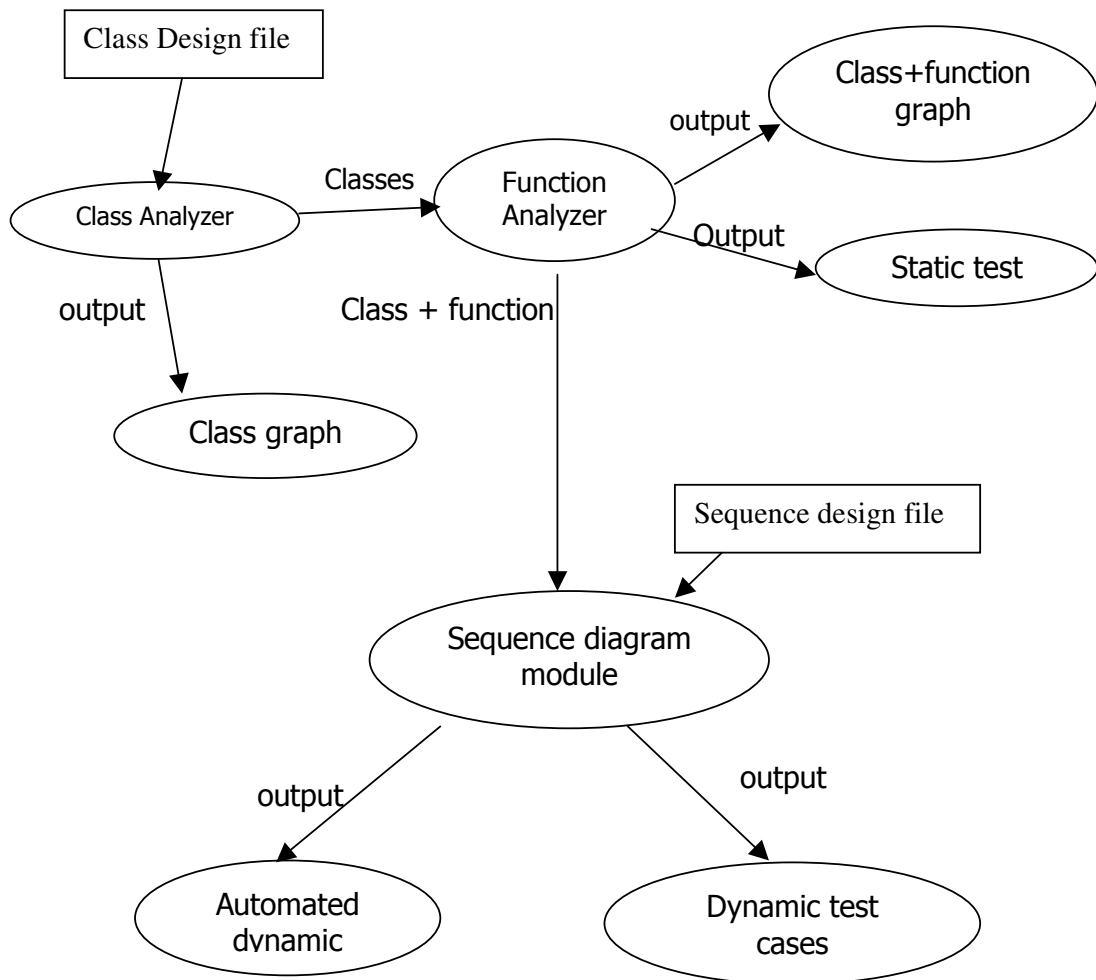 Class Design file
Class+function
graph
output
Classes
Function
Analyzer
Class Analyzer
Output
Static test
output
Class + function
Class graph
Sequence design file
Sequence diagram
module
output
output
Automated
dynamic
Dynamic test
cases